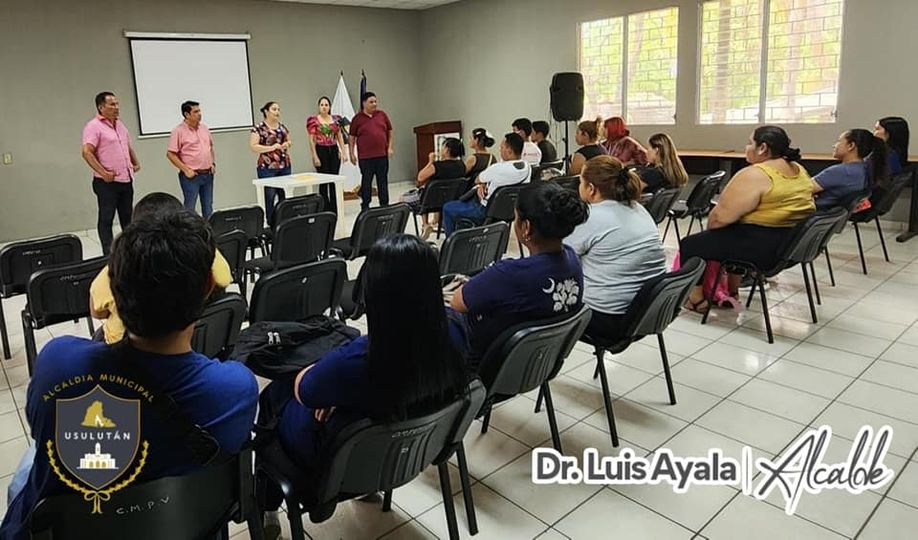 ALCALDIA MUNICIPAL
USULUTÁN
C.M.P.V
Dr. Luis Ayala | Alcalde